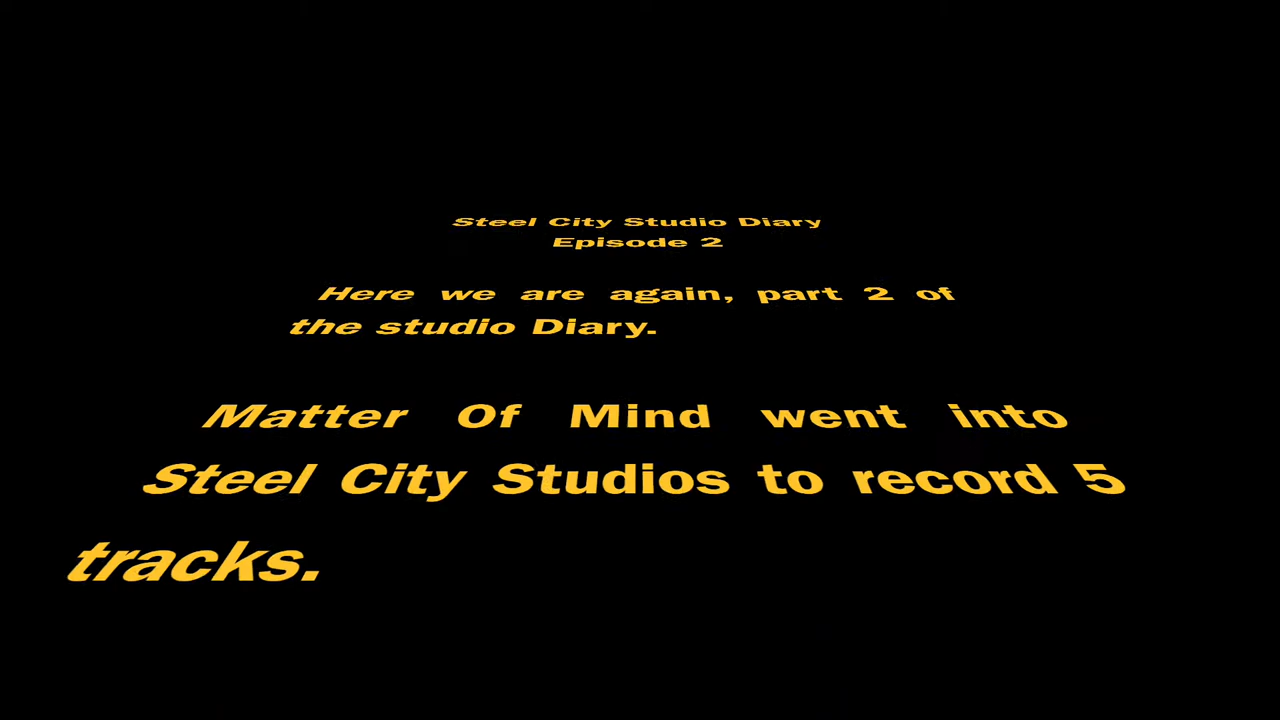 Steel City Studio Diary
Episode 2
Here we are again, part 2 of
the studio Diary.
Matter Of Mind went into
Steel City Studios to record 5
tracks.